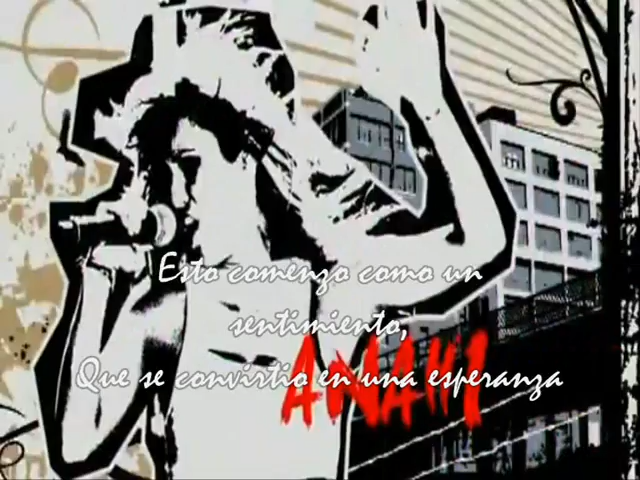 Esto comenzo como un
sentimiento,
Que se convirtio en una esperanza
ANAHI